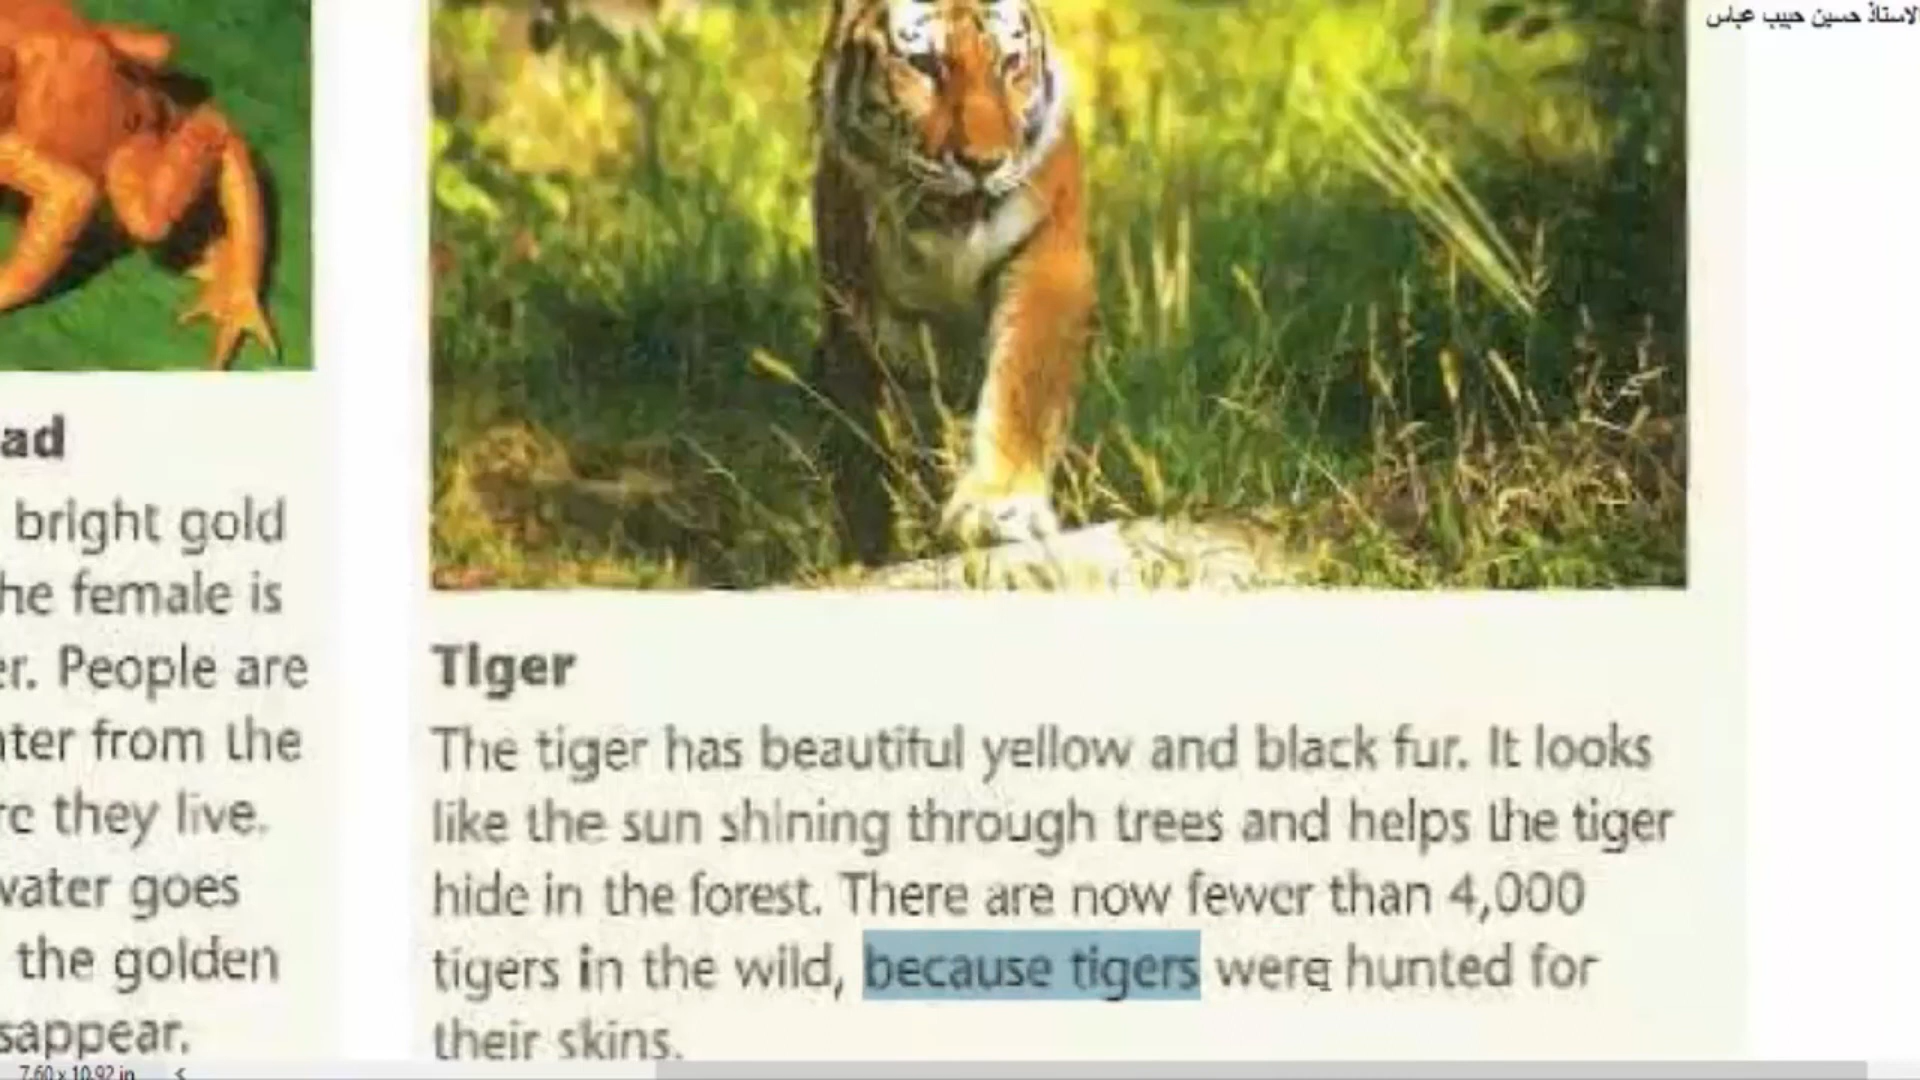 الاستاذ حسين حبيب عباس
ad
bright gold
he female is
er. People are
ater from the
re they live.
water goes
the golden
sappear.
Tiger
The tiger has beautiful yellow and black fur. It looks
like the sun shining through trees and helps the tiger
hide in the forest. There are now fewer than 4,000
tigers in the wild, because tigers were hunted for
their skins.
7.60 x 10.92 in